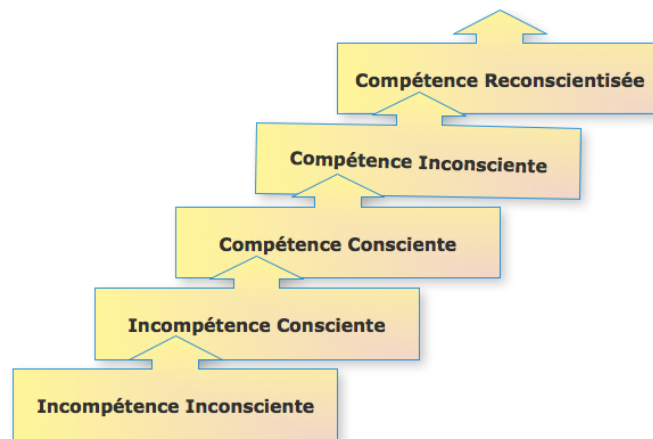 Compétence Reconscientisée
Compétence Inconsciente
Compétence Consciente
Incompétence Consciente
Incompétence Inconsciente